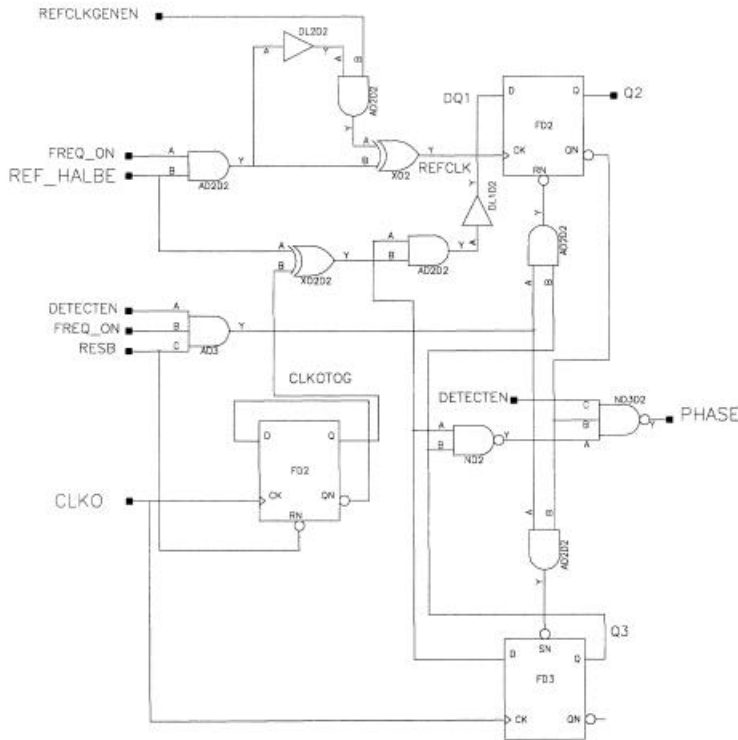 REFCLKGENEN
DL2D2
A
Y
A
B
AD2D2
Y
DQ1
D
Q
Q2
FD2
FREQ_ON
A
Y
A
Y
CK
QN
REF_HALBE
B
AD2D2
B
XO2
REFCLK
RN
Y
DL1D2
A
Y
AD2D2
A
A
B
Y
XO2D2
A
B
Y
AD2D2
A
B
DETECTEN
A
FREQ_ON
B
Y
RESB
C
AD3
CLKOTOG
DETECTEN
C
ND3D2
B
Y
PHASE
A
D
Q
A
B
Y
ND2
FD2
CLKO
CK
QN
RN
A
B
AD2D2
Y
Q3
SN
D
Q
FD3
CK
QN